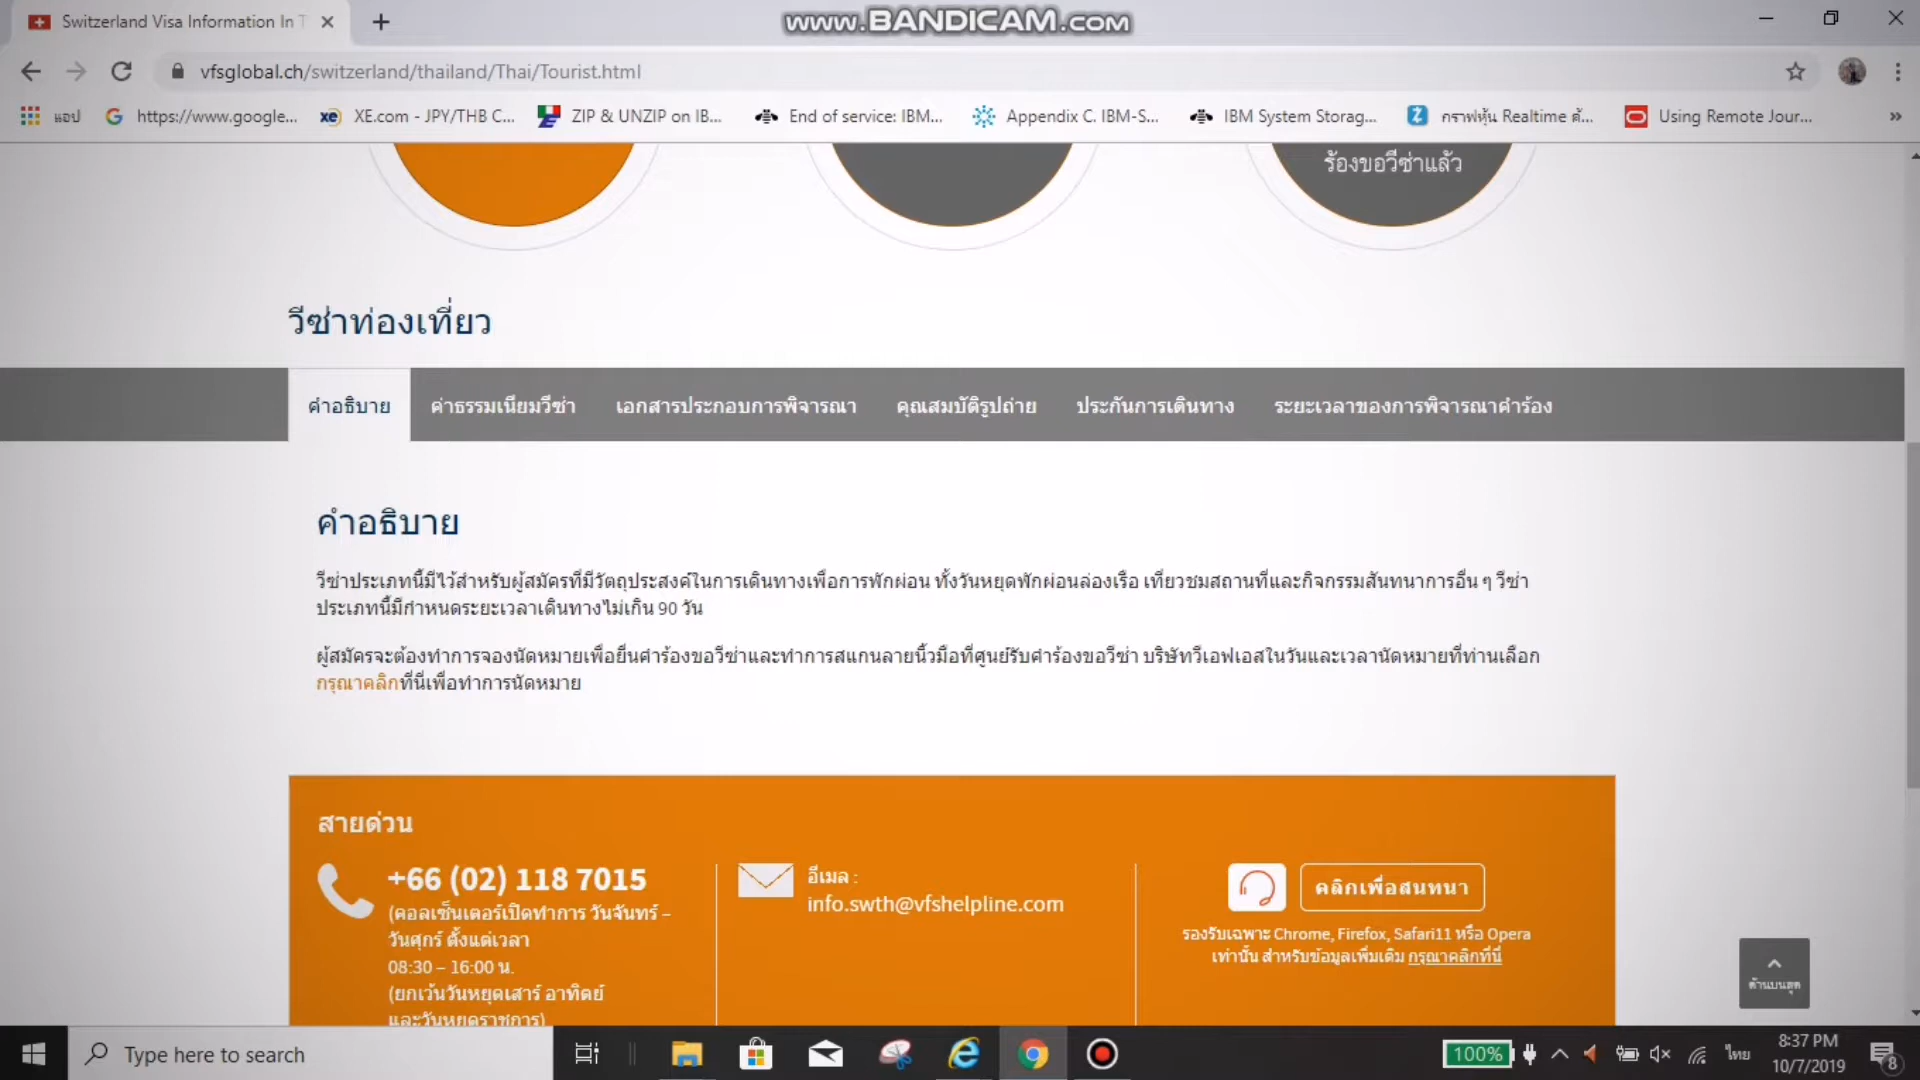 Switzerland Visa Information In T
www.BANDICAM.com
vfsglobal.ch/switzerland/thailand/Thai/Tourist.html
แอป https://www.google... XE.com - JPY/THB C... ZIP & UNZIP on IB... End of service: IBM... Appendix C. IBM-S... IBM System Storag... กราฟหุ้น Realtime ตั้... Using Remote Jour... »
ร้องขอวีซ่าแล้ว
วีซ่าท่องเที่ยว
คำอธิบาย ค่าธรรมเนียมวีซ่า เอกสารประกอบการพิจารณา คุณสมบัติรูปถ่าย ประกันการเดินทาง ระยะเวลาของการพิจารณาคำร้อง
คำอธิบาย
วีซ่าประเภทนี้มีไว้สำหรับผู้สมัครที่มีวัตถุประสงค์ในการเดินทางเพื่อการพักผ่อน ทั้งวันหยุดพักผ่อนล่องเรือ เที่ยวชมสถานที่และกิจกรรมสันทนาการอื่น ๆ วีซ่า
ประเภทนี้มีกำหนดระยะเวลาเดินทางไม่เกิน 90 วัน
ผู้สมัครจะต้องทำการจองนัดหมายเพื่อยื่นคำร้องขอวีซ่าและทำการสแกนลายนิ้วมือที่ศูนย์รับคำร้องขอวีซ่า บริษัทวีเอฟเอสในวันและเวลานัดหมายที่ท่านเลือก
กรุณาคลิกที่นี่เพื่อทำการนัดหมาย
สายด่วน
+66 (02) 118 7015
(คอลเซ็นเตอร์เปิดทำการ วันจันทร์ –
วันศุกร์ ตั้งแต่เวลา
08:30 – 16:00 น.
(ยกเว้นวันหยุดเสาร์ อาทิตย์
และวันหยุดราชการ)
อีเมล :
info.swth@vfshelpline.com
คลิกเพื่อสนทนา
รองรับเฉพาะ Chrome, Firefox, Safari11 หรือ Opera
เท่านั้น สำหรับข้อมูลเพิ่มเติม กรุณาคลิกที่นี่
ด้านบนสุด
Type here to search
100%
ไทย
8:37 PM
10/7/2019
8